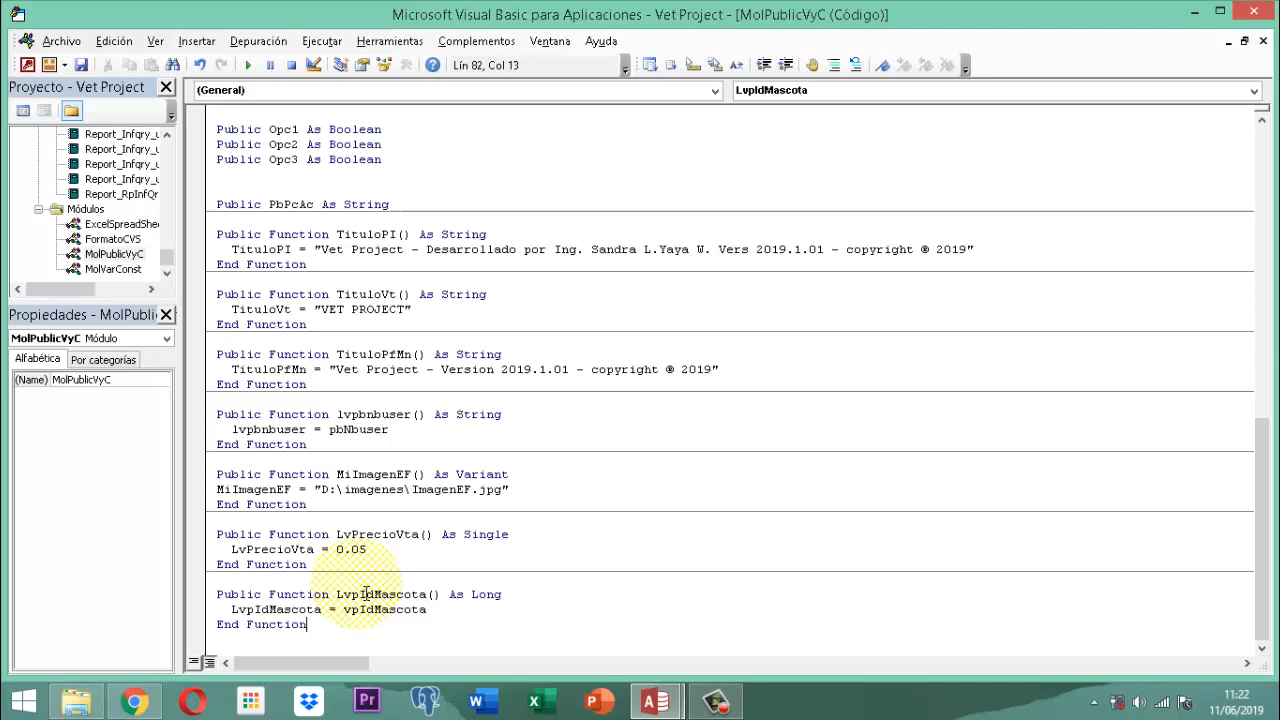 Microsoft Visual Basic para Aplicaciones - Vet Project - [MolPublicVyC (Código)]
Archivo Edición Ver Insertar Formato Depuración Ejecutar Herramientas Complementos Ventana Ayuda
Lín 82, Col 13
Proyecto - Vet Project
(General)
LvpIdMascota
Report_Infqry_u
Report_Infqry_u
Report_Infqry_u
Report_Infqry_u
Report_RpInfQr
Módulos
ExcelSpreadShe
FormatoCVS
MolPublicVyC
MolVarConst
Propiedades - MolPubli
MolPublicVyC Módulo
Alfabética Por categorías
(Name) MolPublicVyC
Public Opc1 As Boolean
Public Opc2 As Boolean
Public Opc3 As Boolean
Public PbPcAc As String
Public Function TituloPI() As String
TituloPI = "Vet Project - Desarrollado por Ing. Sandra L.Yaya W. Vers 2019.1.01 - copyright ® 2019"
End Function
Public Function TituloVt() As String
TituloVt = "VET PROJECT"
End Function
Public Function TituloPfMn() As String
TituloPfMn = "Vet Project - Version 2019.1.01 - copyright ® 2019"
End Function
Public Function lvpbnbuser() As String
lvpbnbuser = pbNbuser
End Function
Public Function MiImagenEF() As Variant
MiImagenEF = "D:\imagenes\ImagenEF.jpg"
End Function
Public Function LvPrecioVta() As Single
LvPrecioVta = 0.05
End Function
Public Function LvpIdMascota() As Long
LvpIdMascota = vpIdMascota
End Function
11:22
11/06/2019